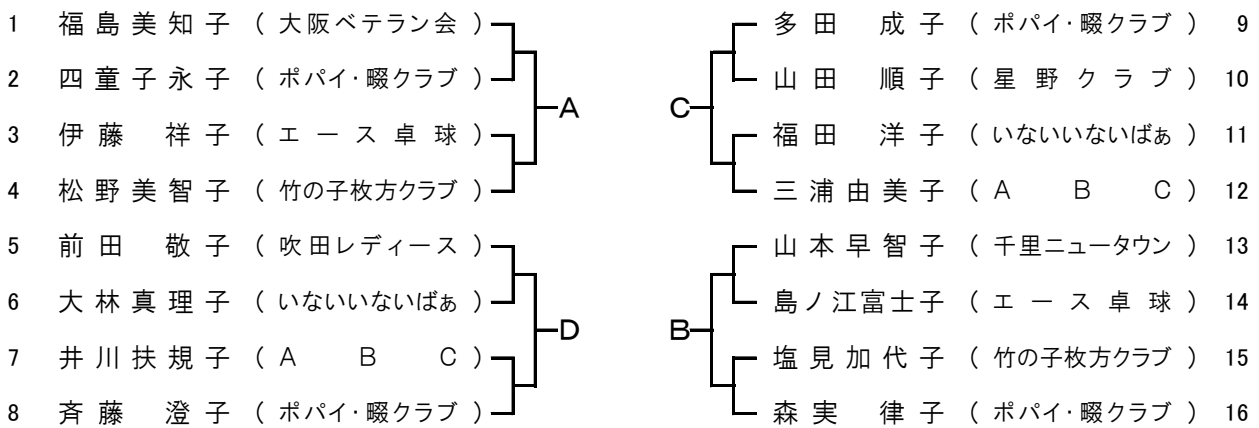 1 福島美知子 ( 大阪ベテラン会 )
2 四童子永子 ( ポパイ・畷クラブ )
A
3 伊藤 祥子 ( エース卓球 )
4 松野美智子 ( 竹の子枚方クラブ )
5 前田 敬子 ( 吹田レディース )
6 大林真理子 ( いないいないばぁ )
D
7 井川扶規子 ( A B C )
8 斉藤 澄子 ( ポパイ・畷クラブ )
多田 成子 ( ポパイ・畷クラブ ) 9
山田 順子 ( 星野クラブ ) 10
C
福田 洋子 ( いないいないばぁ ) 11
三浦由美子 ( A B C ) 12
山本早智子 ( 千里ニュータウン ) 13
島ノ江富士子 ( エース卓球 ) 14
B
塩見加代子 ( 竹の子枚方クラブ ) 15
森実 律子 ( ポパイ・畷クラブ ) 16